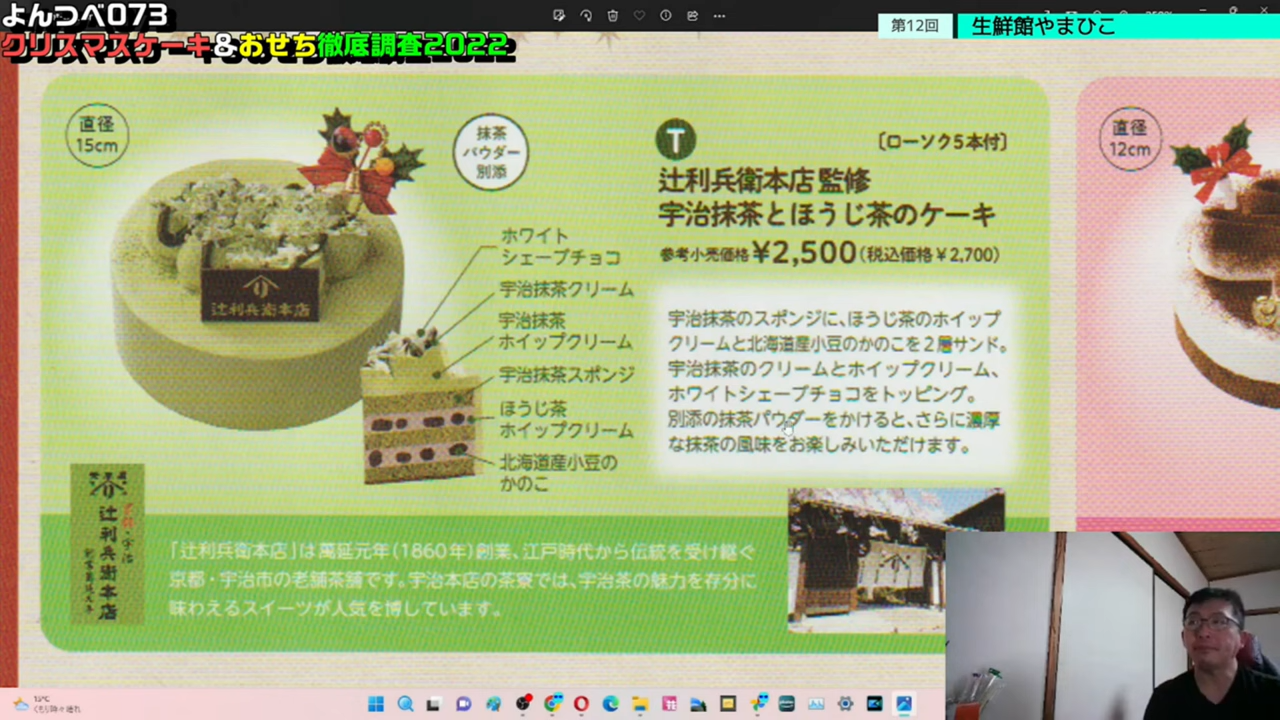 よんつべ073
クリスマスケーキ&おせち徹底調査2022
第12回
生鮮館やまひこ
直径
15cm
抹茶
パウダー
別添
辻利兵衛本店
ホワイト
シェーブチョコ
宇治抹茶クリーム
宇治抹茶
ホイップクリーム
宇治抹茶スポンジ
ほうじ茶
ホイップクリーム
北海道産小豆の
かのこ
T
〔ローソク5本付〕
辻利兵衛本店監修
宇治抹茶とほうじ茶のケーキ
参考小売価格¥2,500(税込価格¥2,700)
宇治抹茶のスポンジに、ほうじ茶のホイップ
クリームと北海道産小豆のかのこを2層サンド。
宇治抹茶のクリームとホイップクリーム、
ホワイトシェーブチョコをトッピング。
別添の抹茶パウダーをかけると、さらに濃厚
な抹茶の風味をお楽しみいただけます。
京都・宇治
辻利兵衛本店
「辻利兵衛本店」は萬延元年(1860年)創業、江戸時代から伝統を受け継ぐ
京都・宇治市の老舗茶舗です。宇治本店の茶寮では、宇治茶の魅力を存分に
味わえるスイーツが人気を博しています。
直径
12cm
15°C
くもり時々晴れ